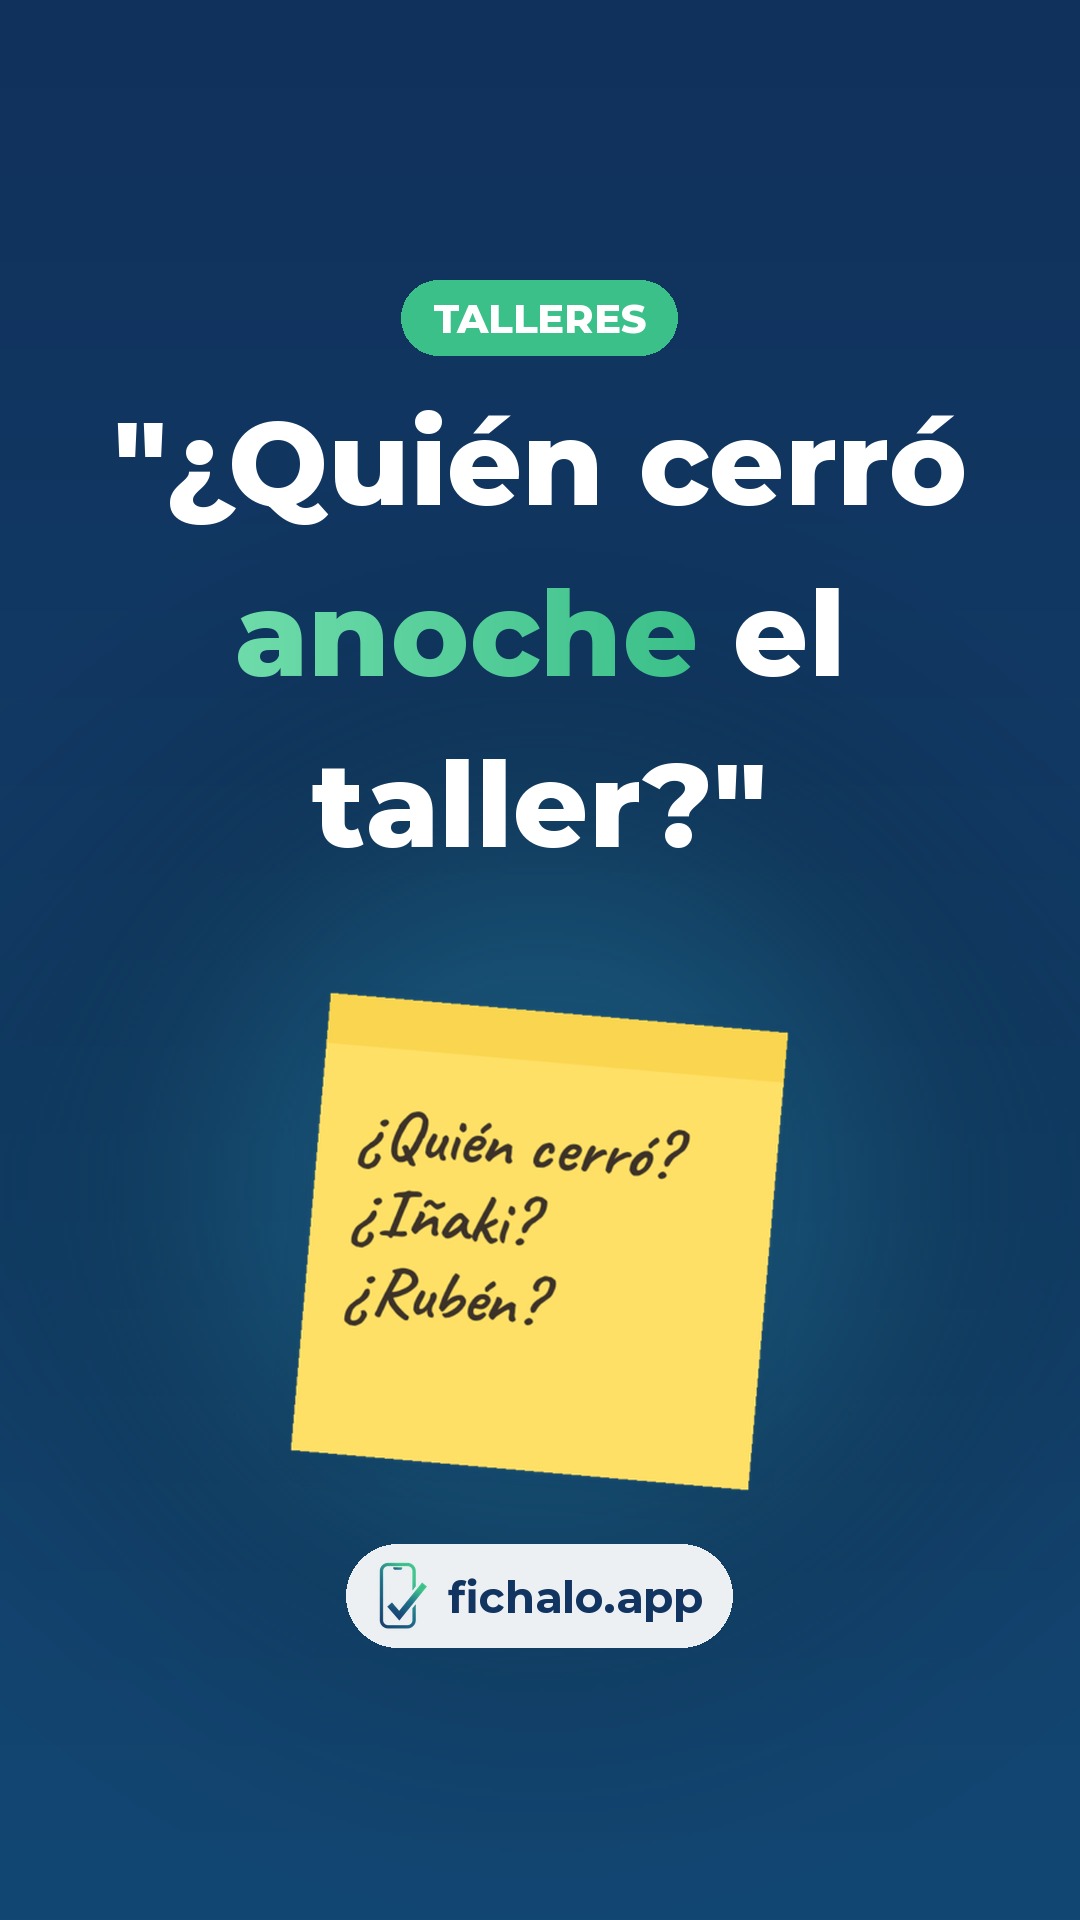 TALLERES
"¿Quién cerró
anoche el
taller?"
¿Quién cerró?
¿Iñaki?
¿Rubén?
fichalo.app